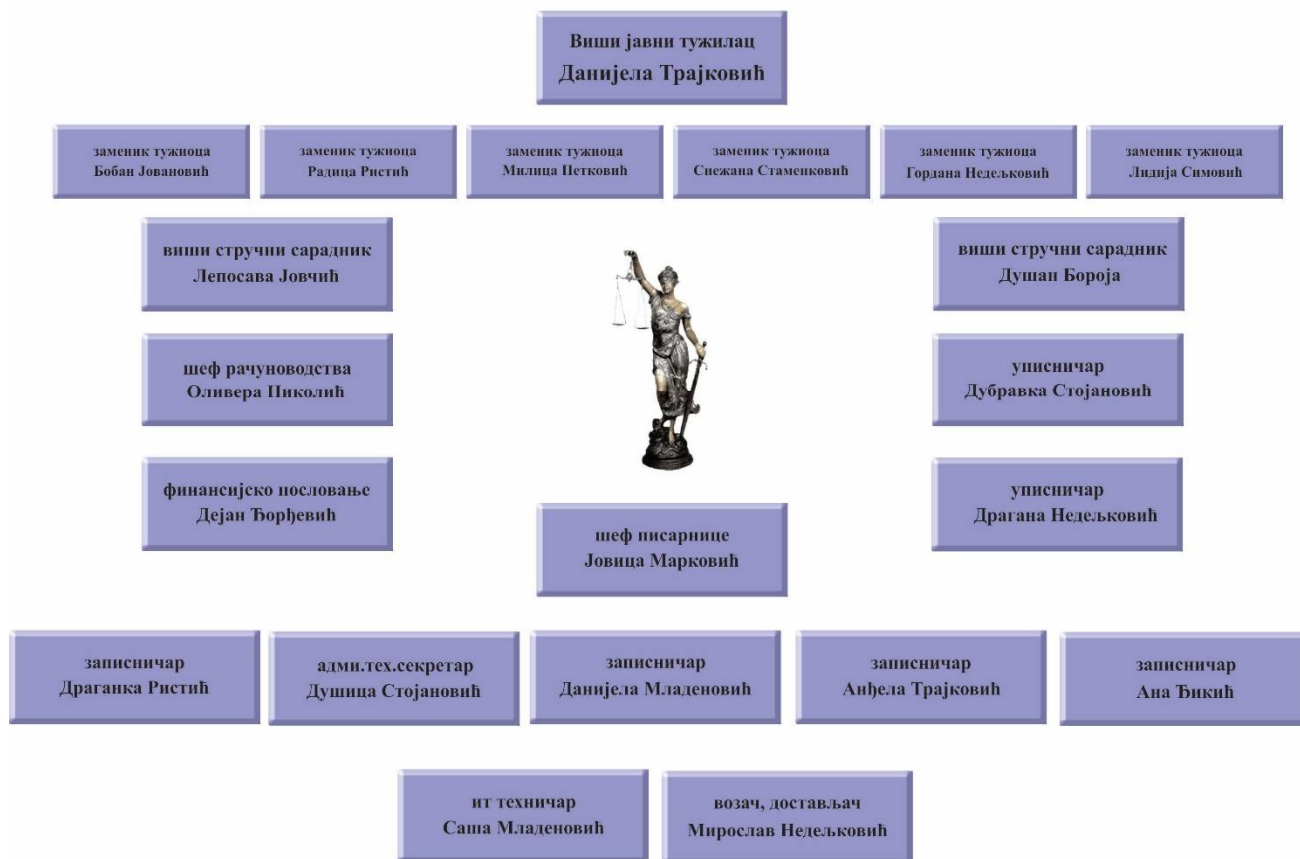 Виши јавни тужилац
Данијела Трајковић
заменик тужиоца
Бобан Јовановић
заменик тужиоца
Радица Ристић
заменик тужиоца
Милица Петковић
заменик тужиоца
Снежана Стаменковић
заменик тужиоца
Гордана Недељковић
заменик тужиоца
Лидија Симовић
виши стручни сарадник
Лепосава Јовчић
виши стручни сарадник
Душан Бороја
шеф рачуноводства
Оливера Николић
уписничар
Дубравка Стојановић
финансијско пословање
Дејан Ђорђевић
уписничар
Драгана Недељковић
шеф писарнице
Јовица Марковић
записничар
Драганка Ристић
адми.тех.секретар
Душица Стојановић
записничар
Данијела Младеновић
записничар
Анђела Трајковић
записничар
Ана Ђикић
ит техничар
Саша Младеновић
возач, достављач
Мирослав Недељковић